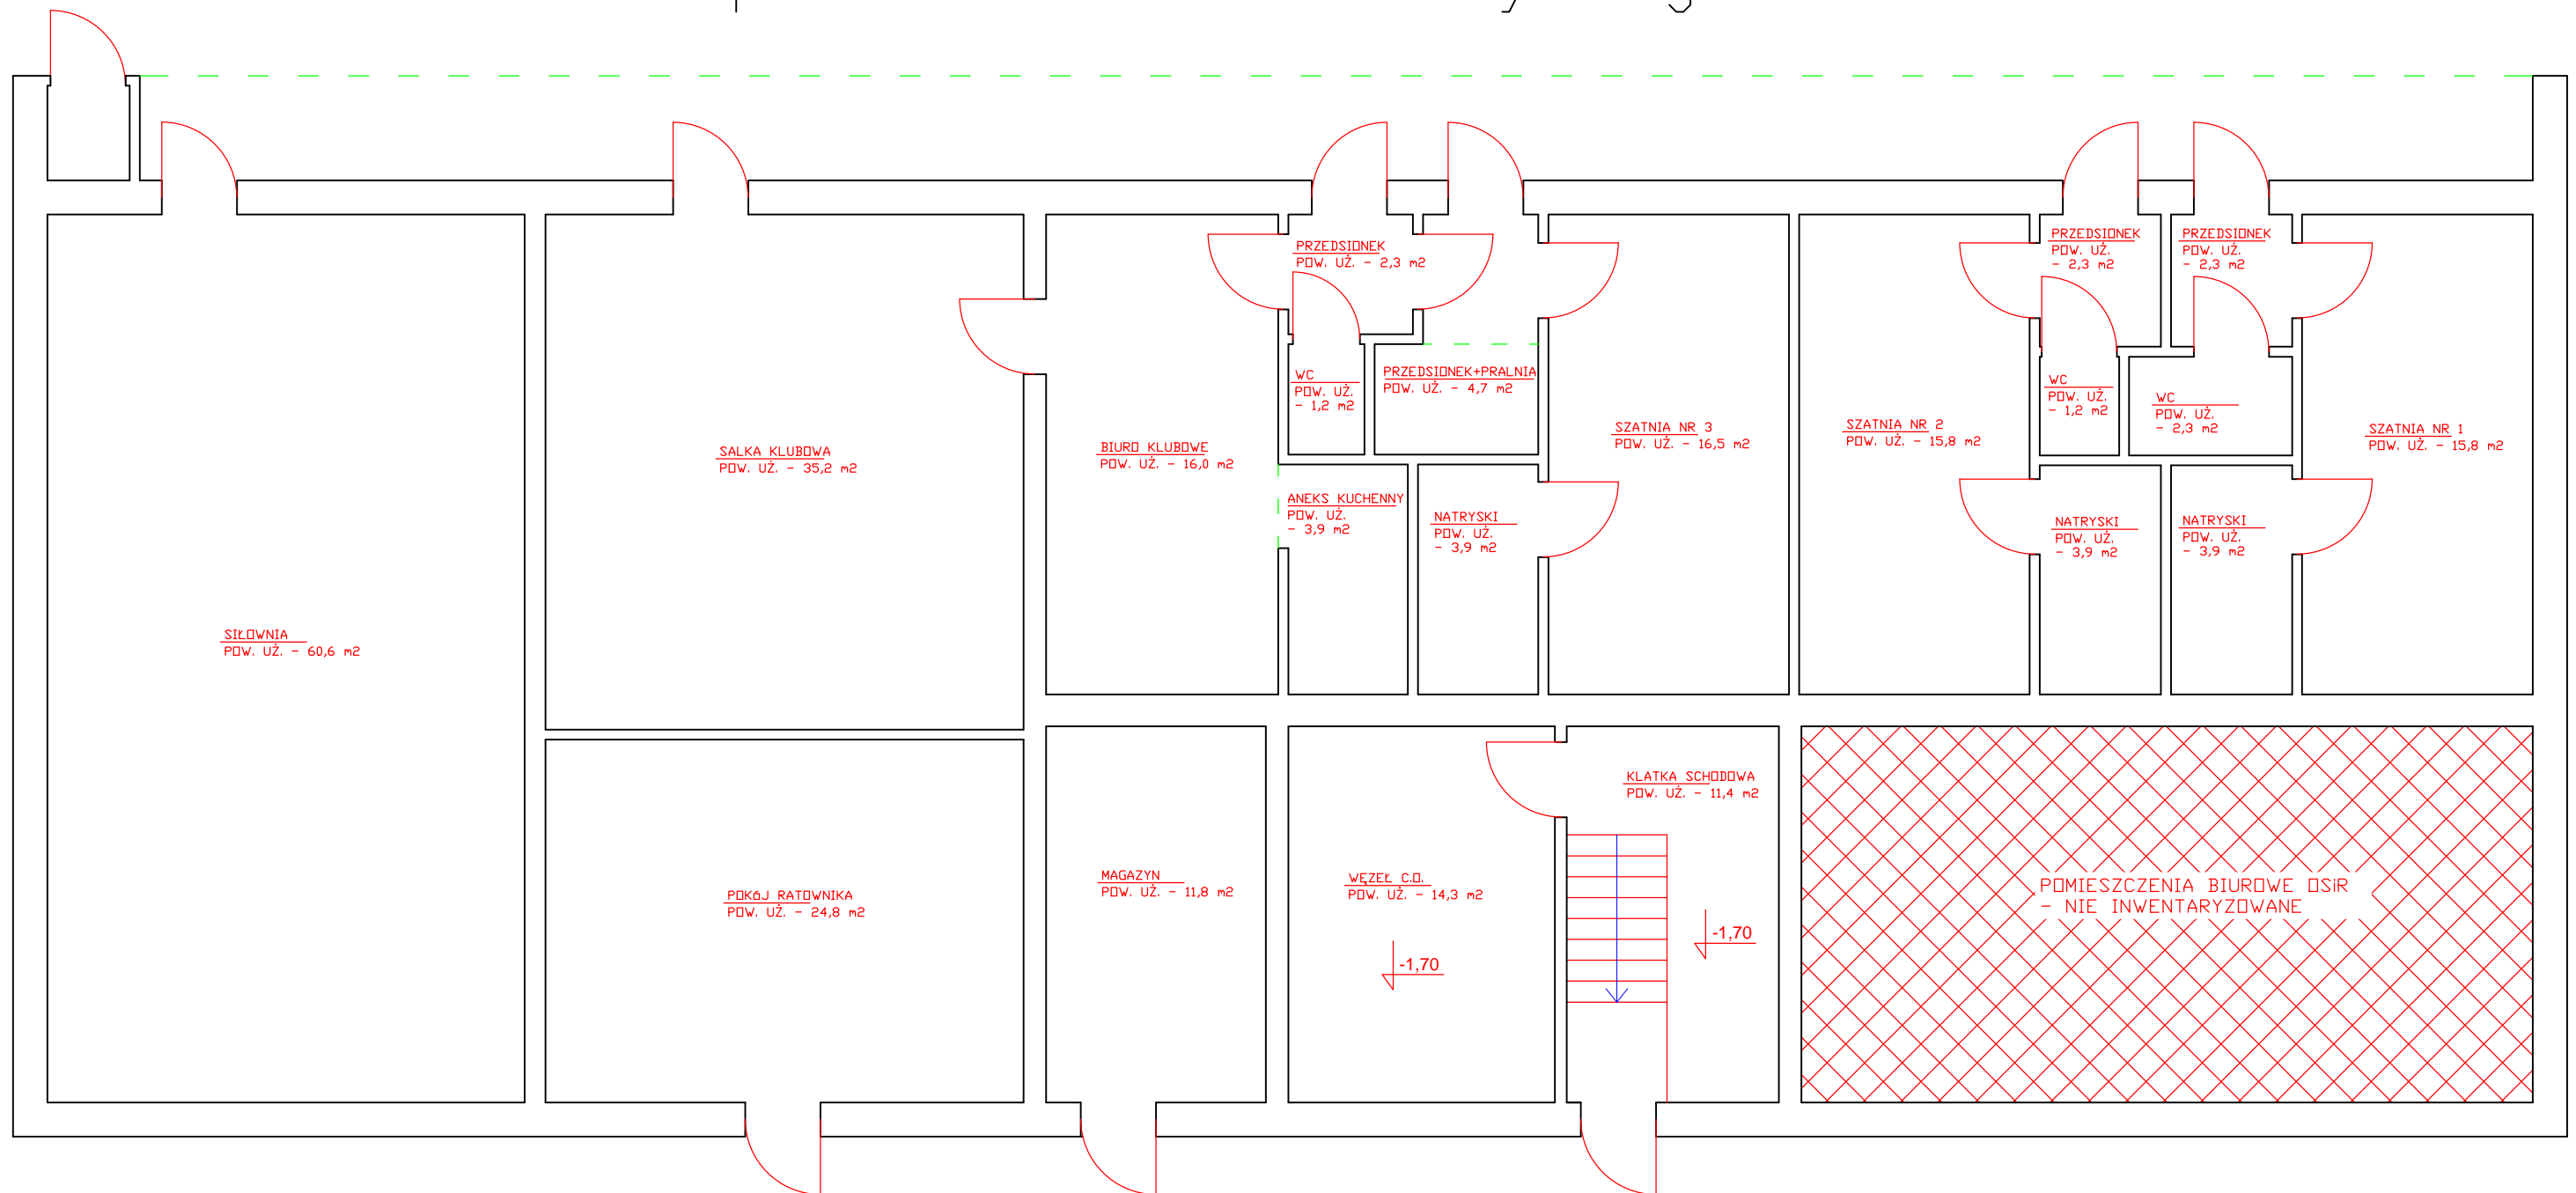 PRZEDSIONEK
POW. UŻ. - 2,3 m2
PRZEDSIONEK
POW. UŻ.
- 2,3 m2
PRZEDSIONEK
POW. UŻ.
- 2,3 m2
WC
POW. UŻ.
- 1,2 m2
PRZEDSIONEK+PRALNIA
POW. UŻ. - 4,7 m2
WC
POW. UŻ.
- 1,2 m2
WC
POW. UŻ.
- 2,3 m2
SALKA KLUBOWA
POW. UŻ. - 35,2 m2
BIURO KLUBOWE
POW. UŻ. - 16,0 m2
SZATNIA NR 3
POW. UŻ. - 16,5 m2
SZATNIA NR 2
POW. UŻ. - 15,8 m2
SZATNIA NR 1
POW. UŻ. - 15,8 m2
ANEKS KUCHENNY
POW. UŻ.
- 3,9 m2
NATRYSKI
POW. UŻ.
- 3,9 m2
NATRYSKI
POW. UŻ.
- 3,9 m2
NATRYSKI
POW. UŻ.
- 3,9 m2
SIŁOWNIA
POW. UŻ. - 60,6 m2
KLATKA SCHODOWA
POW. UŻ. - 11,4 m2
POKÓJ RATOWNIKA
POW. UŻ. - 24,8 m2
MAGAZYN
POW. UŻ. - 11,8 m2
WĘZEŁ C.O.
POW. UŻ. - 14,3 m2
POMIESZCZENIA BIUROWE OSiR
- NIE INWENTARYZOWANE
-1,70
-1,70